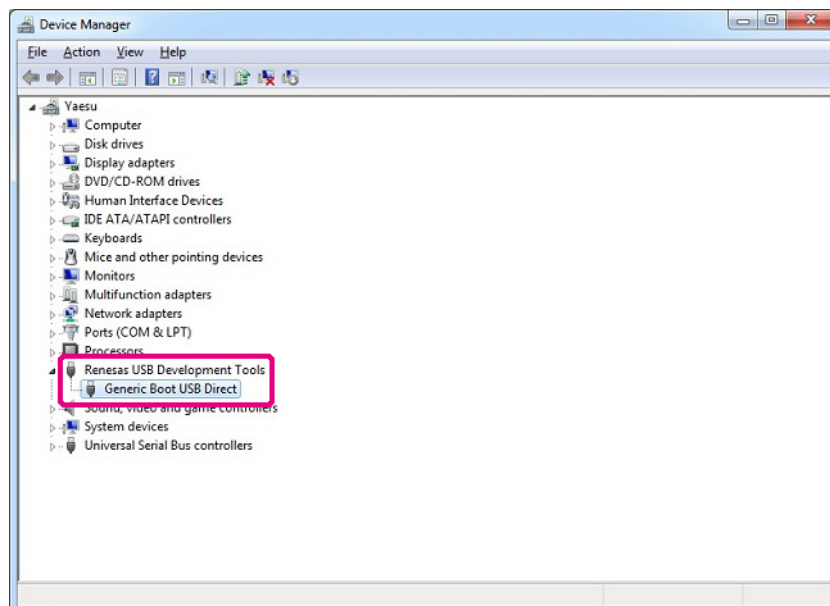 Device Manager
File Action View Help
Yaesu
Computer
Disk drives
Display adapters
DVD/CD-ROM drives
Human Interface Devices
IDE ATA/ATAPI controllers
Keyboards
Mice and other pointing devices
Monitors
Multifunction adapters
Network adapters
Ports (COM & LPT)
Processors
Renesas USB Development Tools
Generic Boot USB Direct
Sound, video and game controllers
System devices
Universal Serial Bus controllers